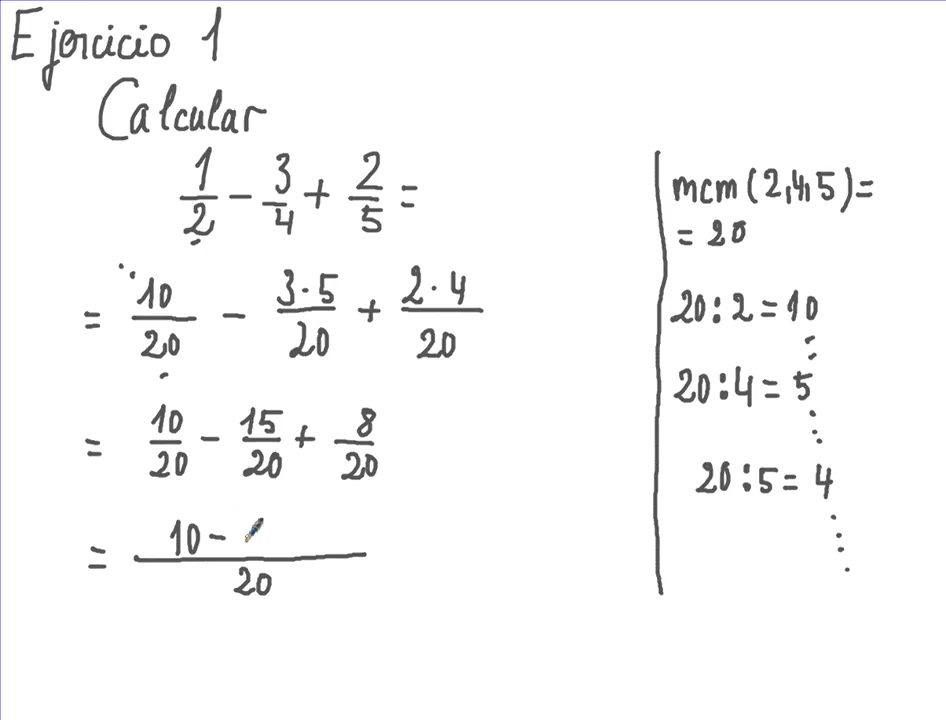 Ejercicio 1
Calcular
1/2 - 3/4 + 2/5 =
= 10/20 - 3·5/20 + 2·4/20
= 10/20 - 15/20 + 8/20
= 10 - /20
mcm(2,4,5)=
= 20
20:2=10
20:4=5
20:5=4